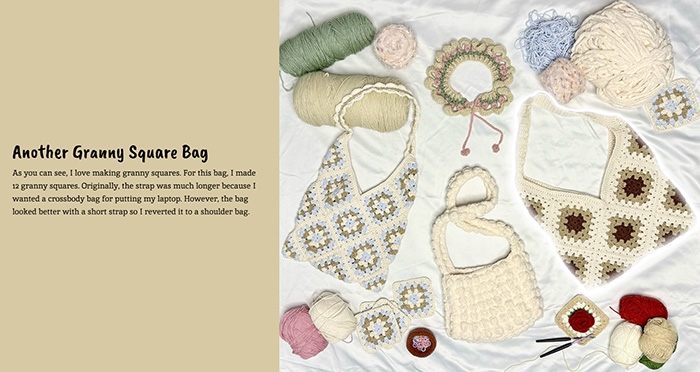 Another Granny Square Bag
As you can see, I love making granny squares. For this bag, I made
12 granny squares. Originally, the strap was much longer because I
wanted a crossbody bag for putting my laptop. However, the bag
looked better with a short strap so I reverted it to a shoulder bag.